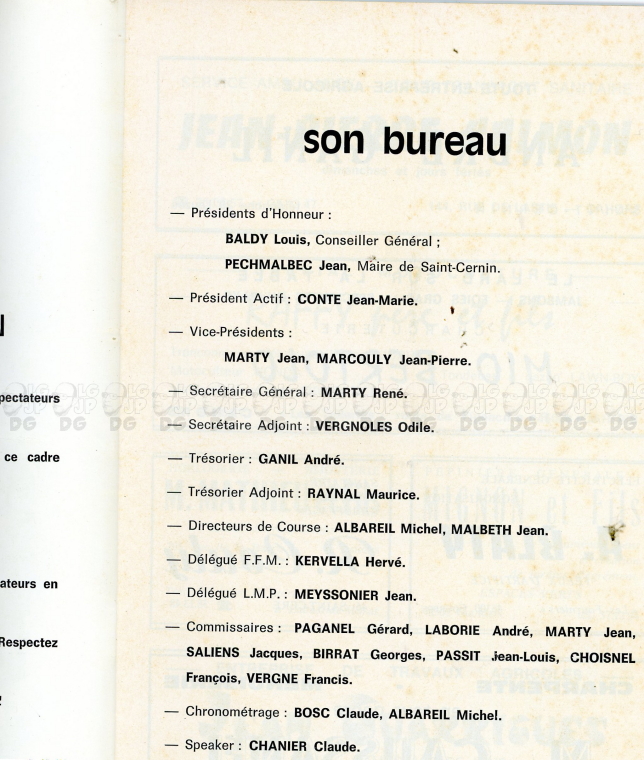 son bureau
— Présidents d'Honneur :
BALDY Louis, Conseiller Général ;
PECHMALBEC Jean, Maire de Saint-Cernin.
— Président Actif : CONTE Jean-Marie.
— Vice-Présidents :
MARTY Jean, MARCOULY Jean-Pierre.
— Secrétaire Général : MARTY René.
— Secrétaire Adjoint : VERGNOLES Odile.
— Trésorier : GANIL André.
— Trésorier Adjoint : RAYNAL Maurice.
— Directeurs de Course : ALBAREIL Michel, MALBETH Jean.
— Délégué F.F.M. : KERVELLA Hervé.
— Délégué L.M.P. : MEYSSONIER Jean.
— Commissaires : PAGANEL Gérard, LABORIE André, MARTY Jean,
SALIENS Jacques, BIRRAT Georges, PASSIT Jean-Louis, CHOISNEL
François, VERGNE Francis.
— Chronométrage : BOSC Claude, ALBAREIL Michel.
— Speaker : CHANIER Claude.
pectateurs
ce cadre
ateurs en
Respectez